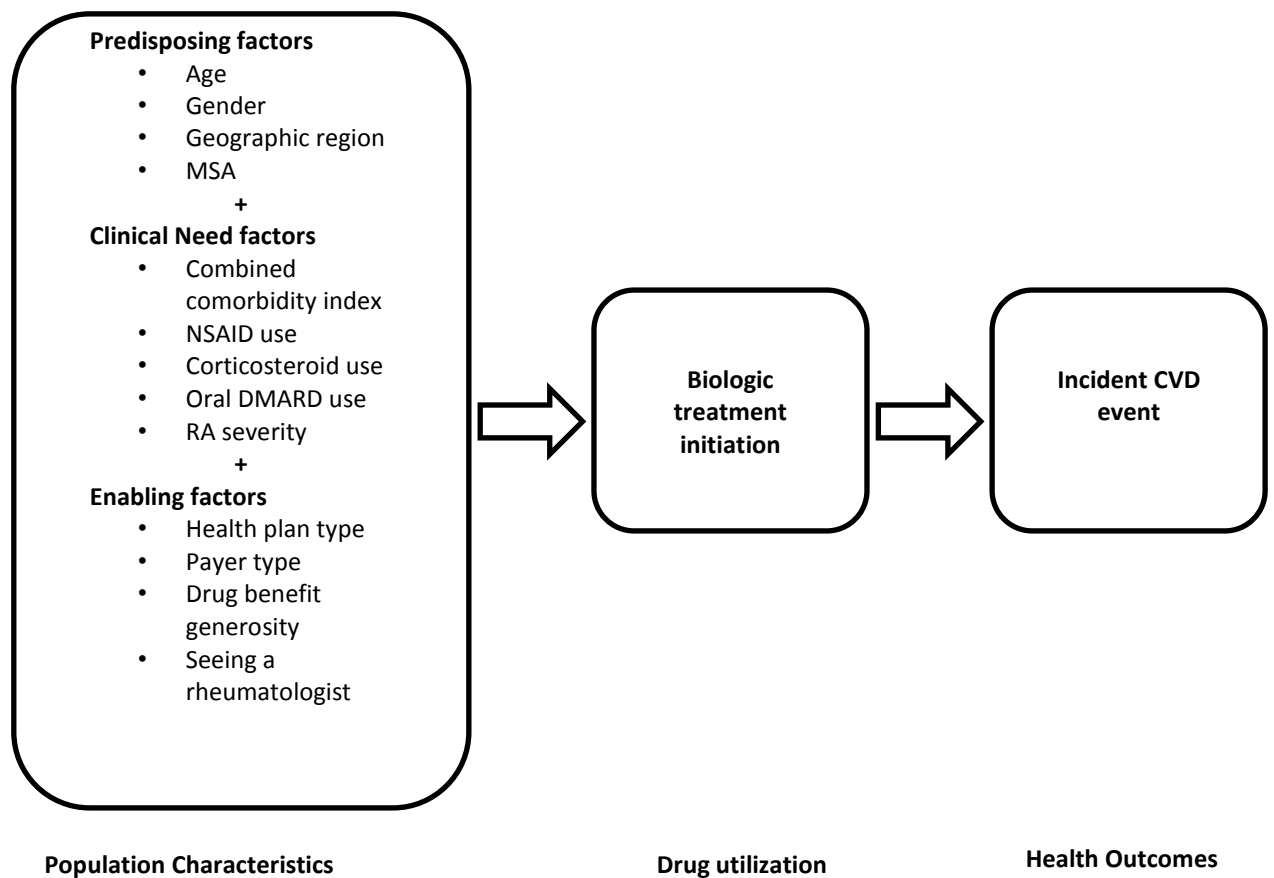 Predisposing factors
• Age
• Gender
• Geographic region
• MSA
+
Clinical Need factors
• Combined
comorbidity index
• NSAID use
• Corticosteroid use
• Oral DMARD use
• RA severity
+
Enabling factors
• Health plan type
• Payer type
• Drug benefit
generosity
• Seeing a
rheumatologist
Biologic
treatment
initiation
Incident CVD
event
Population Characteristics
Drug utilization
Health Outcomes